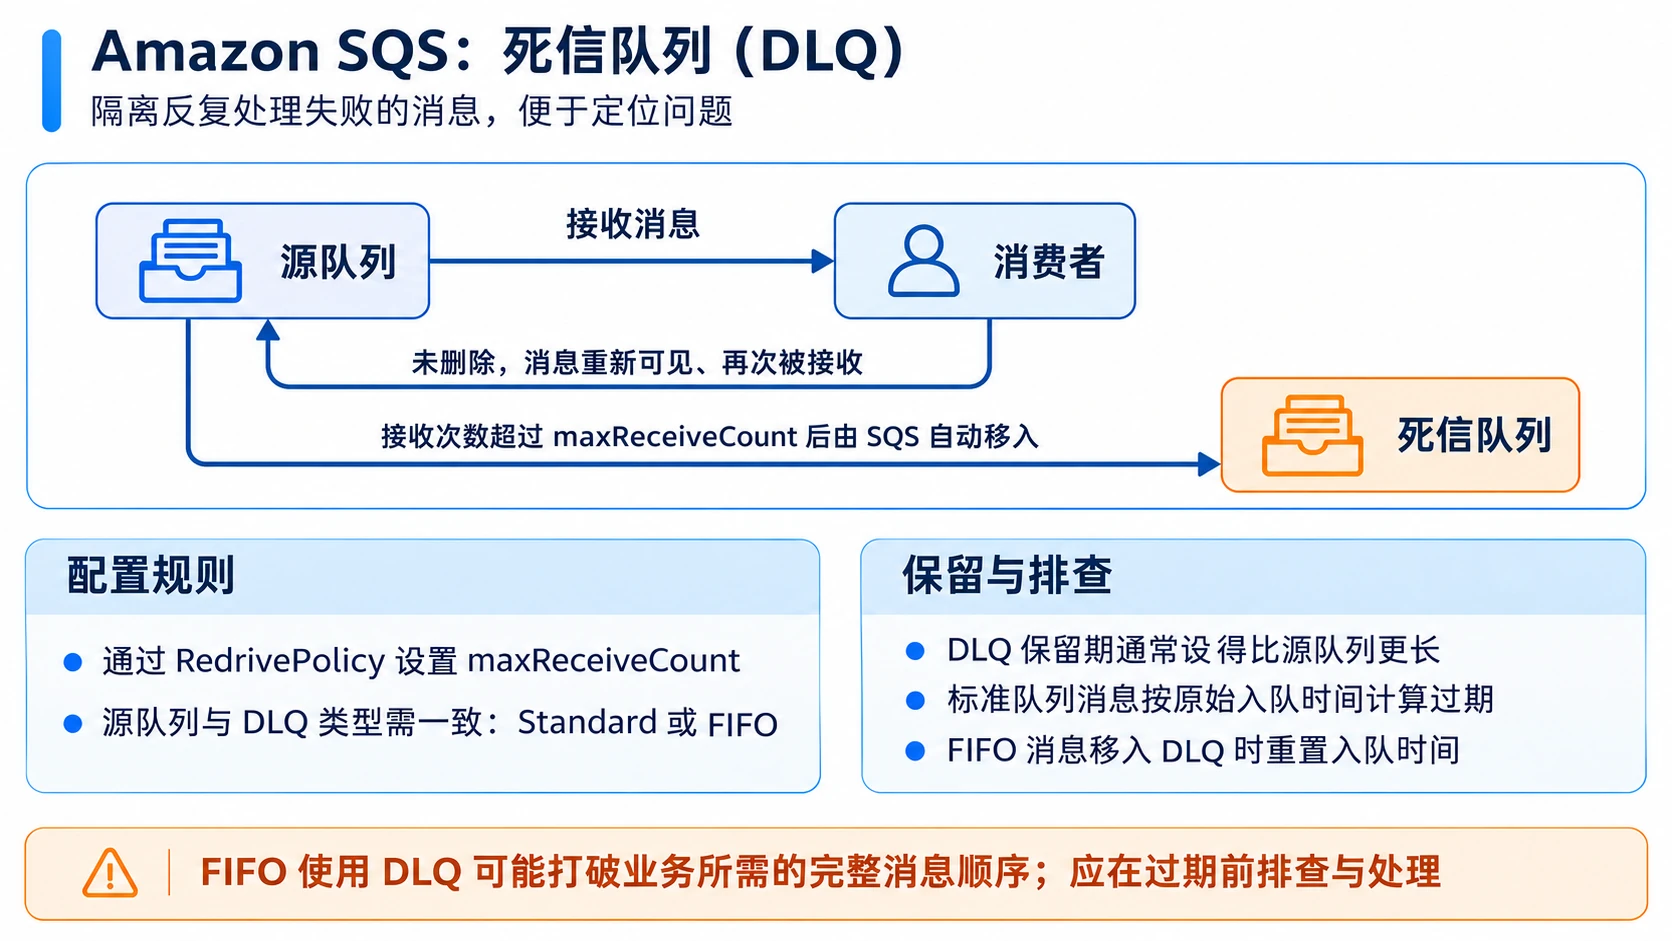 Amazon SQS：死信队列（DLQ）
隔离反复处理失败的消息，便于定位问题
源队列
接收消息
消费者
未删除，消息重新可见、再次被接收
接收次数超过 maxReceiveCount 后由 SQS 自动移入
死信队列
配置规则
通过 RedrivePolicy 设置 maxReceiveCount
源队列与 DLQ 类型需一致：Standard 或 FIFO
保留与排查
DLQ 保留期通常设得比源队列更长
标准队列消息按原始入队时间计算过期
FIFO 消息移入 DLQ 时重置入队时间
FIFO 使用 DLQ 可能打破业务所需的完整消息顺序；应在过期前排查与处理